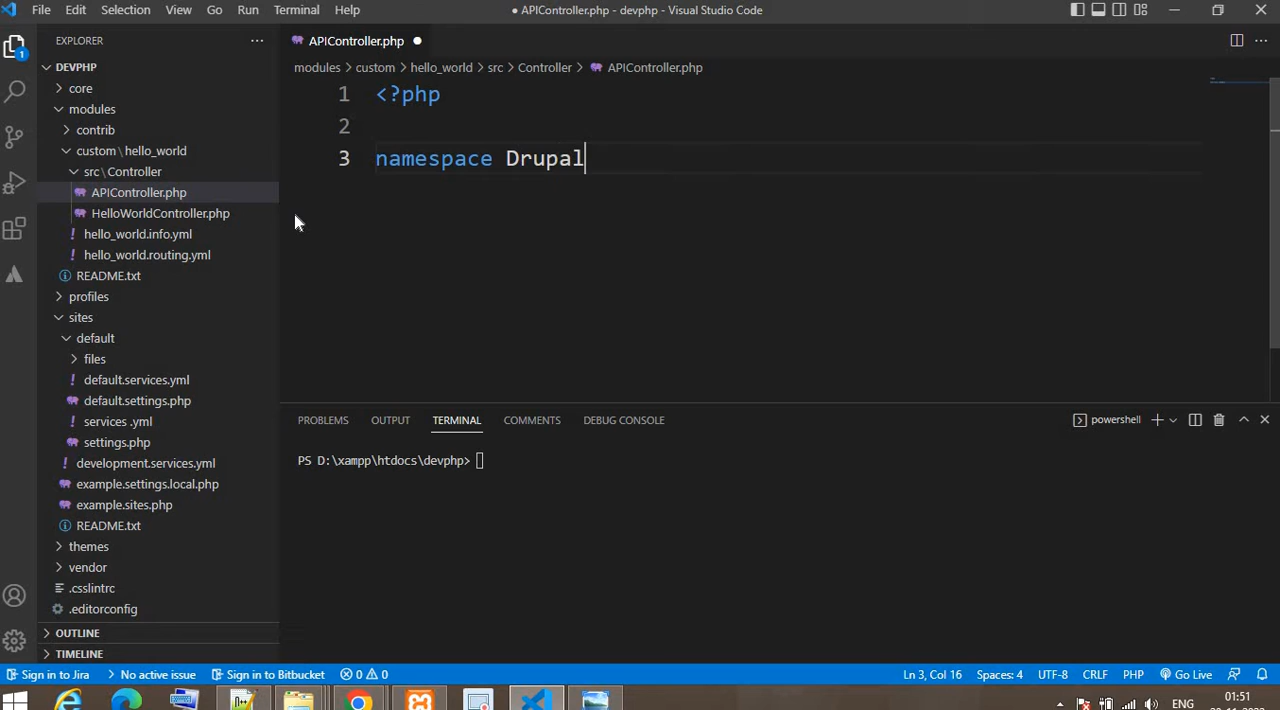 File Edit Selection View Go Run Terminal Help ● APIController.php - devphp - Visual Studio Code
EXPLORER ···
APIController.php ●
1
DEVPHP
modules > custom > hello_world > src > Controller > APIController.php
core
modules
contrib
custom \ hello_world
src \ Controller
APIController.php
HelloWorldController.php
! hello_world.info.yml
! hello_world.routing.yml
README.txt
profiles
sites
default
files
! default.services.yml
default.settings.php
! services .yml
settings.php
! development.services.yml
example.settings.local.php
example.sites.php
README.txt
themes
vendor
.csslintrc
.editorconfig
OUTLINE
TIMELINE
1 <?php
2
3 namespace Drupal
PROBLEMS OUTPUT TERMINAL COMMENTS DEBUG CONSOLE powershell
PS D:\xampp\htdocs\devphp>
Sign in to Jira No active issue Sign in to Bitbucket 0 0 Ln 3, Col 16 Spaces: 4 UTF-8 CRLF PHP Go Live
ENG 01:51